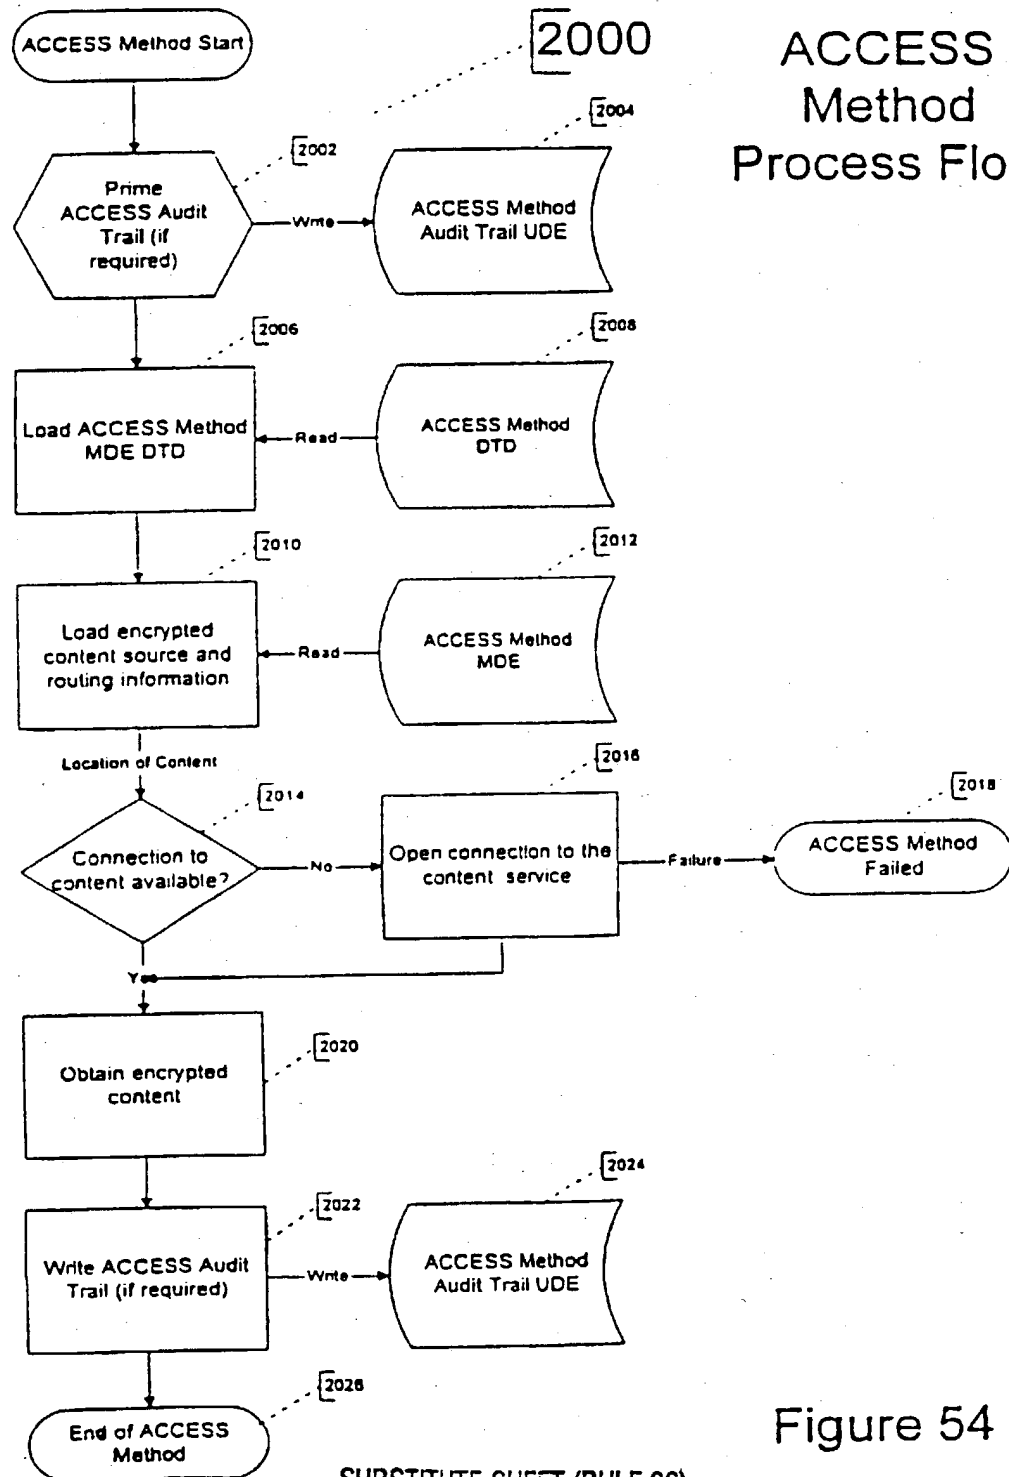 ACCESS Method Start
2000
ACCESS
Method
Process Flo
2002
2004
Prime
ACCESS Audit
Trail (if
required)
Write
ACCESS Method
Audit Trail UDE
2006
2008
Load ACCESS Method
MDE DTD
Read
ACCESS Method
DTD
2010
2012
Load encrypted
content source and
routing information
Read
ACCESS Method
MDE
Location of Content
2014
2016
2018
Connection to
content available?
No
Open connection to the
content service
Failure
ACCESS Method
Failed
2020
Obtain encrypted
content
2022
2024
Write ACCESS Audit
Trail (if required)
Write
ACCESS Method
Audit Trail UDE
2026
End of ACCESS
Method
Figure 54
SUBSTITUTE SHEET